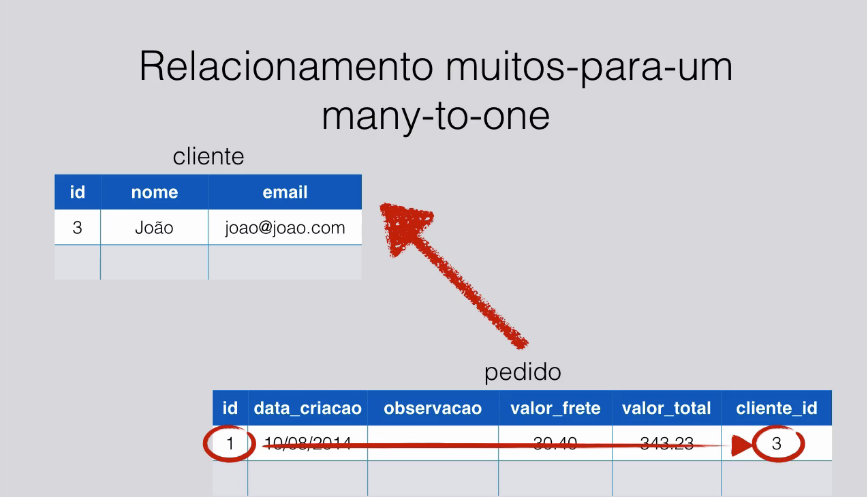 Relacionamento muitos-para-um
many-to-one
cliente
id nome email
3 João joao@joao.com
pedido
id data_criacao observacao valor_frete valor_total cliente_id
1 10/08/2014 30.40 343.23 3